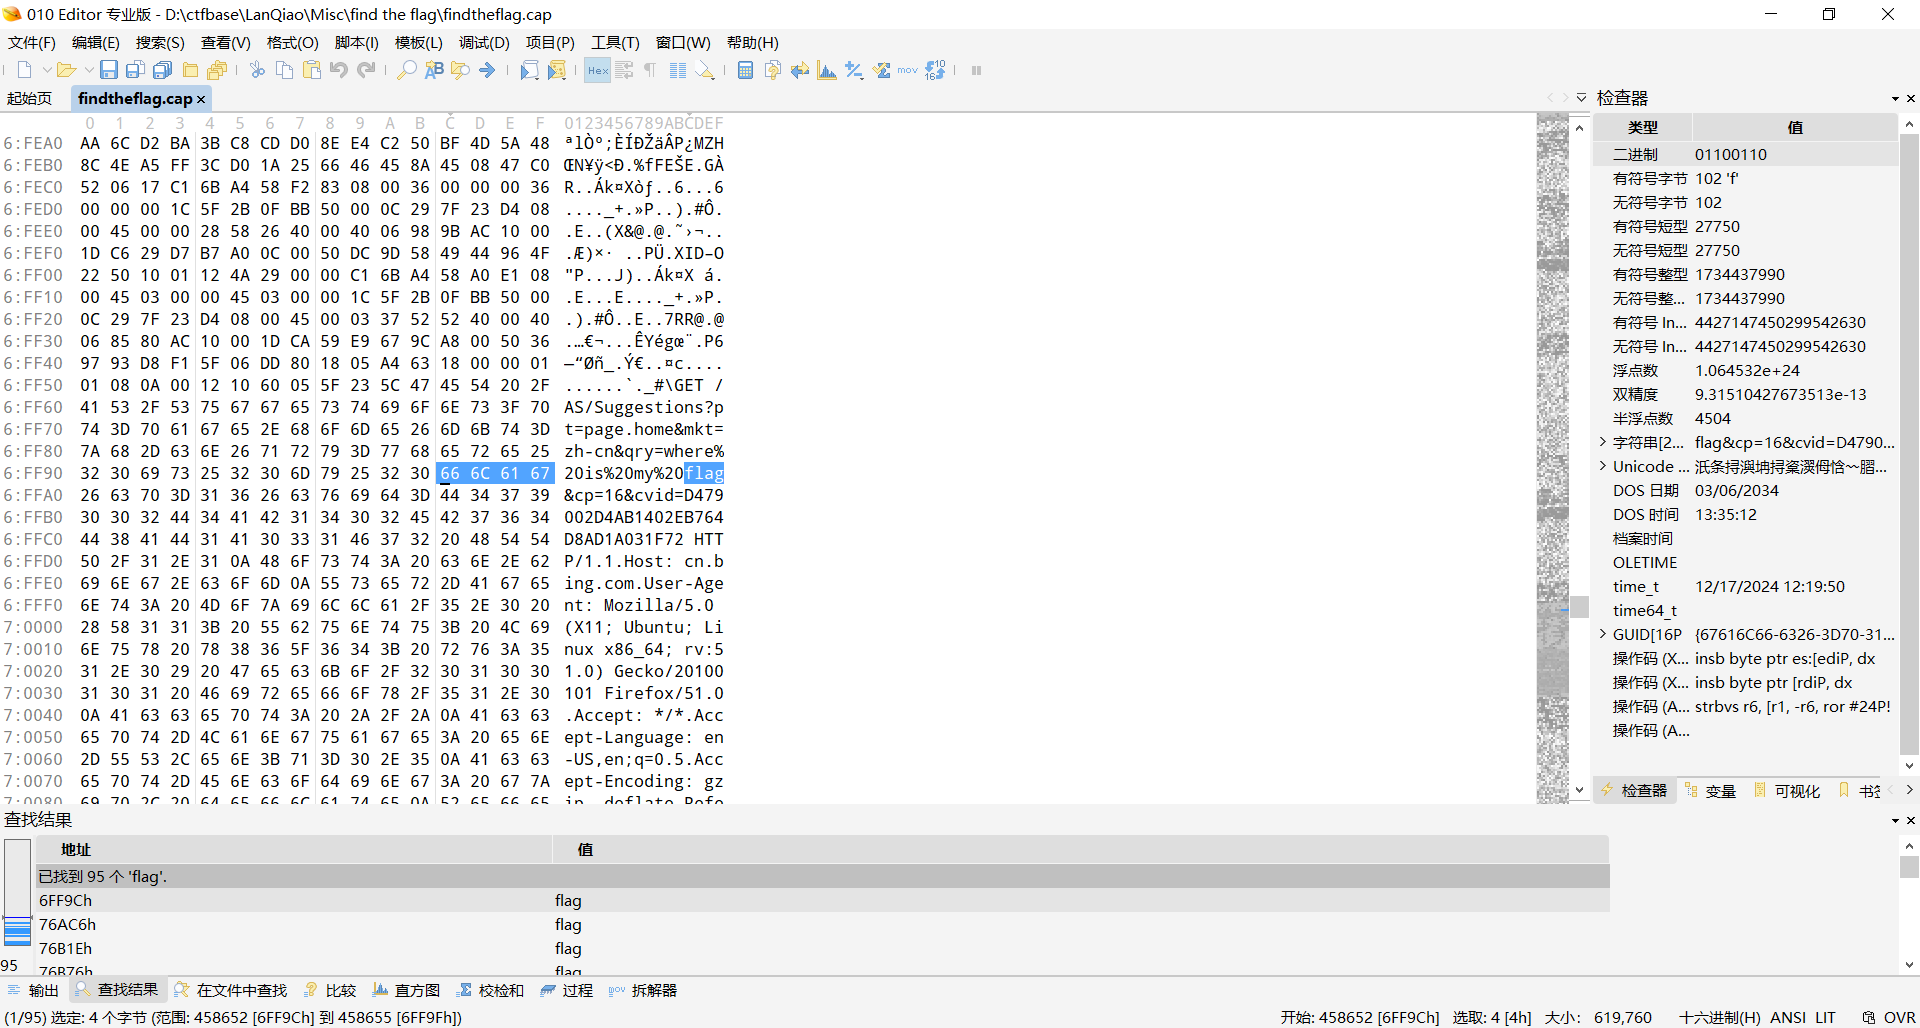 010 Editor 专业版 - D:\ctfbase\LanQiao\Misc\find the flag\findtheflag.cap
文件(F) 编辑(E) 搜索(S) 查看(V) 格式(O) 脚本(I) 模板(L) 调试(D) 项目(P) 工具(T) 窗口(W) 帮助(H)
Hex mov
起始页 findtheflag.cap
0 1 2 3 4 5 6 7 8 9 A B C D E F 0123456789ABCDEF
6:FEA0 AA 6C D2 BA 3B C8 CD D0 8E E4 C2 50 BF 4D 5A 48 ªlÒº;ÈÍÐŽäÂP¿MZH
6:FEB0 8C 4E A5 FF 3C D0 1A 25 66 46 45 8A 45 08 47 C0 ŒN¥ÿ<Ð.%fFEŠE.GÀ
6:FEC0 52 06 17 C1 6B A4 58 F2 83 08 00 36 00 00 00 36 R..Ák¤Xòƒ..6...6
6:FED0 00 00 00 1C 5F 2B 0F BB 50 00 0C 29 7F 23 D4 08 ...._+.»P..).#Ô.
6:FEE0 00 45 00 00 28 58 26 40 00 40 06 98 9B AC 10 00 .E..(X&@.@.˜›¬..
6:FEF0 1D C6 29 D7 B7 A0 0C 00 50 DC 9D 58 49 44 96 4F .Æ)×· ..PÜ.XID–O
6:FF00 22 50 10 01 12 4A 29 00 00 C1 6B A4 58 A0 E1 08 "P...J)..Ák¤X á.
6:FF10 00 45 03 00 00 45 03 00 00 1C 5F 2B 0F BB 50 00 .E...E...._+.»P.
6:FF20 0C 29 7F 23 D4 08 00 45 00 03 37 52 52 40 00 40 .).#Ô..E..7RR@.@
6:FF30 06 85 80 AC 10 00 1D CA 59 E9 67 9C A8 00 50 36 .…€¬...ÊYégœ¨.P6
6:FF40 97 93 D8 F1 5F 06 DD 80 18 05 A4 63 18 00 00 01 —“Øñ_.Ý€..¤c....
6:FF50 01 08 0A 00 12 10 60 05 5F 23 5C 47 45 54 20 2F ......`._#\GET /
6:FF60 41 53 2F 53 75 67 67 65 73 74 69 6F 6E 73 3F 70 AS/Suggestions?p
6:FF70 74 3D 70 61 67 65 2E 68 6F 6D 65 26 6D 6B 74 3D t=page.home&mkt=
6:FF80 7A 68 2D 63 6E 26 71 72 79 3D 77 68 65 72 65 25 zh-cn&qry=where%
6:FF90 32 30 69 73 25 32 30 6D 79 25 32 30 66 6C 61 67 20is%20my%20flag
6:FFA0 26 63 70 3D 31 36 26 63 76 69 64 3D 44 34 37 39 &cp=16&cvid=D479
6:FFB0 30 30 32 44 34 41 42 31 34 30 32 45 42 37 36 34 002D4AB1402EB764
6:FFC0 44 38 41 44 31 41 30 33 31 46 37 32 20 48 54 54 D8AD1A031F72 HTT
6:FFD0 50 2F 31 2E 31 0A 48 6F 73 74 3A 20 63 6E 2E 62 P/1.1.Host: cn.b
6:FFE0 69 6E 67 2E 63 6F 6D 0A 55 73 65 72 2D 41 67 65 ing.com.User-Age
6:FFF0 6E 74 3A 20 4D 6F 7A 69 6C 6C 61 2F 35 2E 30 20 nt: Mozilla/5.0
7:0000 28 58 31 31 3B 20 55 62 75 6E 74 75 3B 20 4C 69 (X11; Ubuntu; Li
7:0010 6E 75 78 20 78 38 36 5F 36 34 3B 20 72 76 3A 35 nux x86_64; rv:5
7:0020 31 2E 30 29 20 47 65 63 6B 6F 2F 32 30 31 30 30 1.0) Gecko/20100
7:0030 31 30 31 20 46 69 72 65 66 6F 78 2F 35 31 2E 30 101 Firefox/51.0
7:0040 0A 41 63 63 65 70 74 3A 20 2A 2F 2A 0A 41 63 63 .Accept: */*.Acc
7:0050 65 70 74 2D 4C 61 6E 67 75 61 67 65 3A 20 65 6E ept-Language: en
7:0060 2D 55 53 2C 65 6E 3B 71 3D 30 2E 35 0A 41 63 63 -US,en;q=0.5.Acc
7:0070 65 70 74 2D 45 6E 63 6F 64 69 6E 67 3A 20 67 7A ept-Encoding: gz
7:0080 69 70 2C 20 64 65 66 6C 61 74 65 0A 52 65 66 65 ip, deflate.Refe
检查器
类型 值
二进制 01100110
有符号字节 102 'f'
无符号字节 102
有符号短型 27750
无符号短型 27750
有符号整型 1734437990
无符号整... 1734437990
有符号 In... 4427147450299542630
无符号 In... 4427147450299542630
浮点数 1.064532e+24
双精度 9.31510427673513e-13
半浮点数 4504
字符串[2... flag&cp=16&cvid=D4790...
Unicode ...
DOS 日期 03/06/2034
DOS 时间 13:35:12
档案时间
OLETIME
time_t 12/17/2024 12:19:50
time64_t
GUID[16P {67616C66-6326-3D70-31...
操作码 (X... insb byte ptr es:[ediP, dx
操作码 (X... insb byte ptr [rdiP, dx
操作码 (A... strbvs r6, [r1, -r6, ror #24P!
操作码 (A...
检查器 变量 可视化 书签
查找结果
地址 值
已找到 95 个 'flag'.
6FF9Ch flag
76AC6h flag
76B1Eh flag
76B76h flag
95
输出 查找结果 在文件中查找 比较 直方图 校验和 过程 拆解器
(1/95) 选定: 4 个字节 (范围: 458652 [6FF9Ch] 到 458655 [6FF9Fh]) 开始: 458652 [6FF9Ch] 选取: 4 [4h] 大小: 619,760 十六进制(H) ANSI LIT OVR